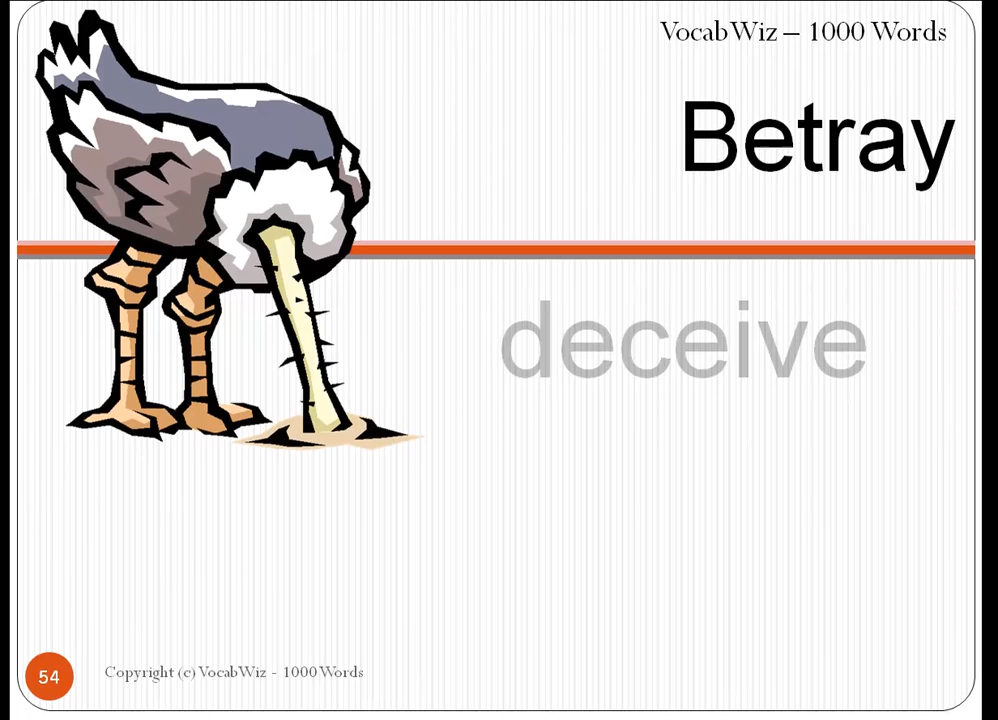 VocabWiz – 1000 Words
Betray
deceive
54
Copyright (c) VocabWiz - 1000 Words